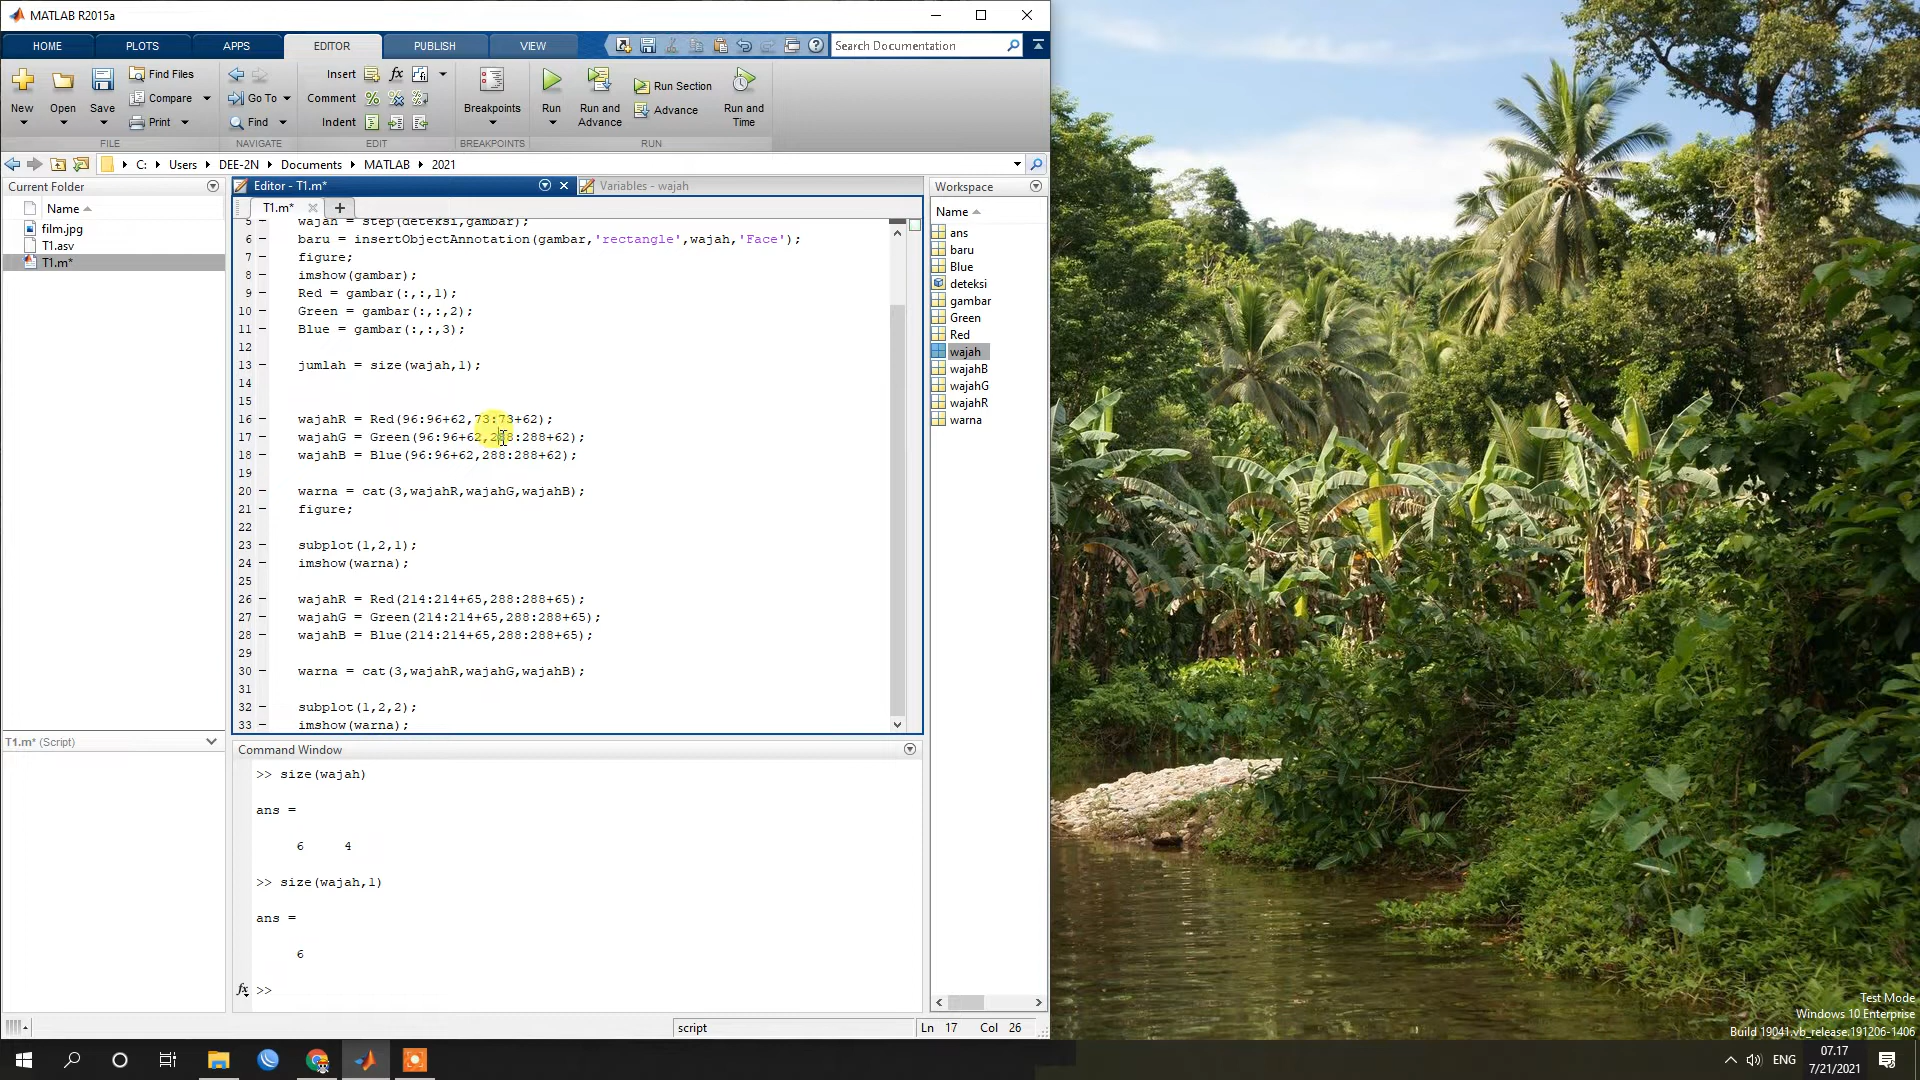 MATLAB R2015a
HOME PLOTS APPS EDITOR PUBLISH VIEW Search Documentation
New Open Save Find Files Compare Print Go To Find Insert fx Comment Indent Breakpoints Run Run and Advance Run Section Advance Run and Time
FILE NAVIGATE EDIT BREAKPOINTS RUN
C: Users DEE-2N Documents MATLAB 2021
Current Folder
Name
film.jpg
T1.asv
T1.m*
T1.m* (Script)
Editor - T1.m* Variables - wajah
T1.m*
5 wajah = step(deteksi,gambar);
6 baru = insertObjectAnnotation(gambar,'rectangle',wajah,'Face');
7 figure;
8 imshow(gambar);
9 Red = gambar(:,:,1);
10 Green = gambar(:,:,2);
11 Blue = gambar(:,:,3);
12
13 jumlah = size(wajah,1);
14
15
16 wajahR = Red(96:96+62,73:73+62);
17 wajahG = Green(96:96+62,288:288+62);
18 wajahB = Blue(96:96+62,288:288+62);
19
20 warna = cat(3,wajahR,wajahG,wajahB);
21 figure;
22
23 subplot(1,2,1);
24 imshow(warna);
25
26 wajahR = Red(214:214+65,288:288+65);
27 wajahG = Green(214:214+65,288:288+65);
28 wajahB = Blue(214:214+65,288:288+65);
29
30 warna = cat(3,wajahR,wajahG,wajahB);
31
32 subplot(1,2,2);
33 imshow(warna);
Command Window
>> size(wajah)
ans =
6 4
>> size(wajah,1)
ans =
6
fx >>
Workspace
Name
ans
baru
Blue
deteksi
gambar
Green
Red
wajah
wajahB
wajahG
wajahR
warna
script Ln 17 Col 26
Test Mode
Windows 10 Enterprise
Build 19041.vb_release.191206-1406
ENG
07.17
7/21/2021